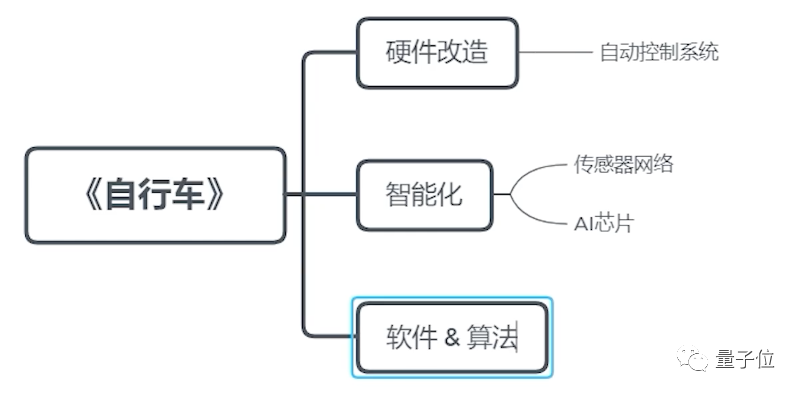 硬件改造
自动控制系统
《自行车》
智能化
传感器网络
AI芯片
软件 & 算法
量子位